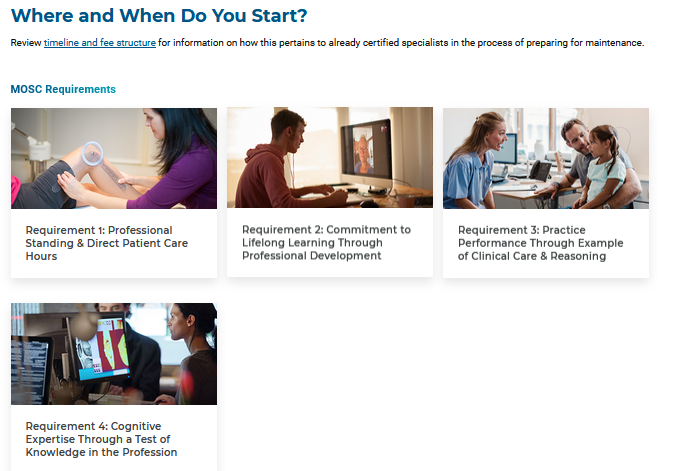 Where and When Do You Start?
Review timeline and fee structure for information on how this pertains to already certified specialists in the process of preparing for maintenance.
MOSC Requirements
Requirement 1: Professional
Standing & Direct Patient Care
Hours
Requirement 2: Commitment to
Lifelong Learning Through
Professional Development
Requirement 3: Practice
Performance Through Example
of Clinical Care & Reasoning
Requirement 4: Cognitive
Expertise Through a Test of
Knowledge in the Profession